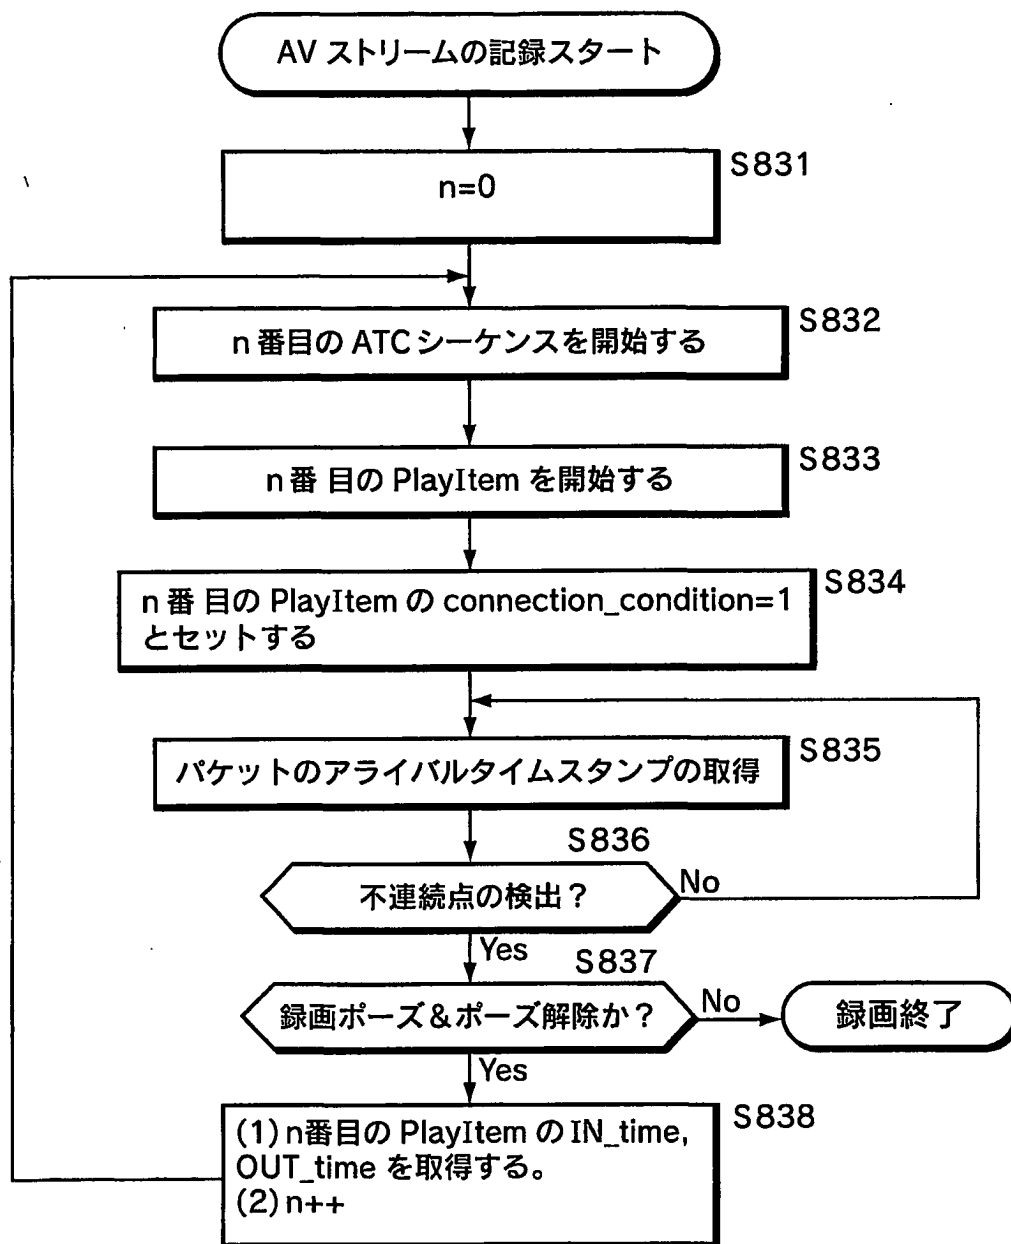 AV ストリームの記録スタート
S831
n=0
S832
n 番目の ATC シーケンスを開始する
S833
n 番 目の PlayItem を開始する
S834
n 番 目の PlayItem の connection_condition=1
とセットする
S835
パケットのアライバルタイムスタンプの取得
S836
不連続点の検出？
No
Yes
S837
録画ポーズ＆ポーズ解除か？
No
録画終了
Yes
S838
(1) n番目の PlayItem の IN_time,
OUT_time を取得する。
(2) n++